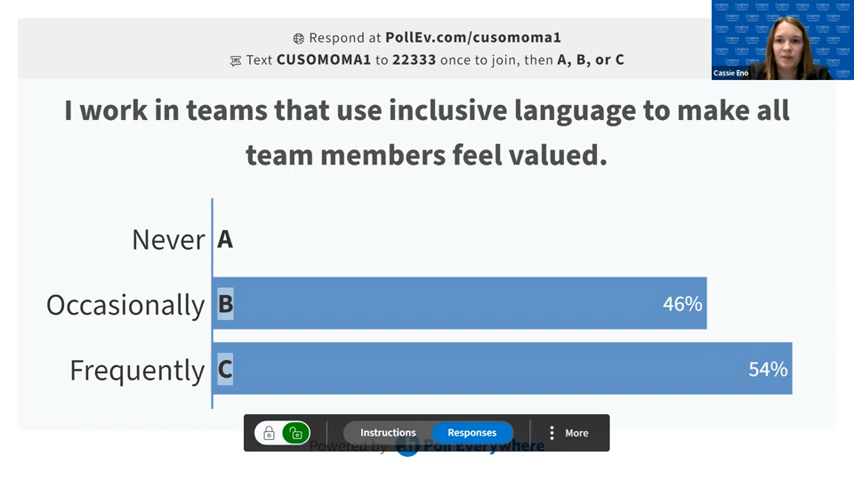 Respond at PollEv.com/cusomoma1
Text CUSOMOMA1 to 22333 once to join, then A, B, or C
Cassie Eno
I work in teams that use inclusive language to make all
team members feel valued.
Never A
Occasionally B 46%
Frequently C 54%
Instructions Responses More
Powered by Poll Everywhere